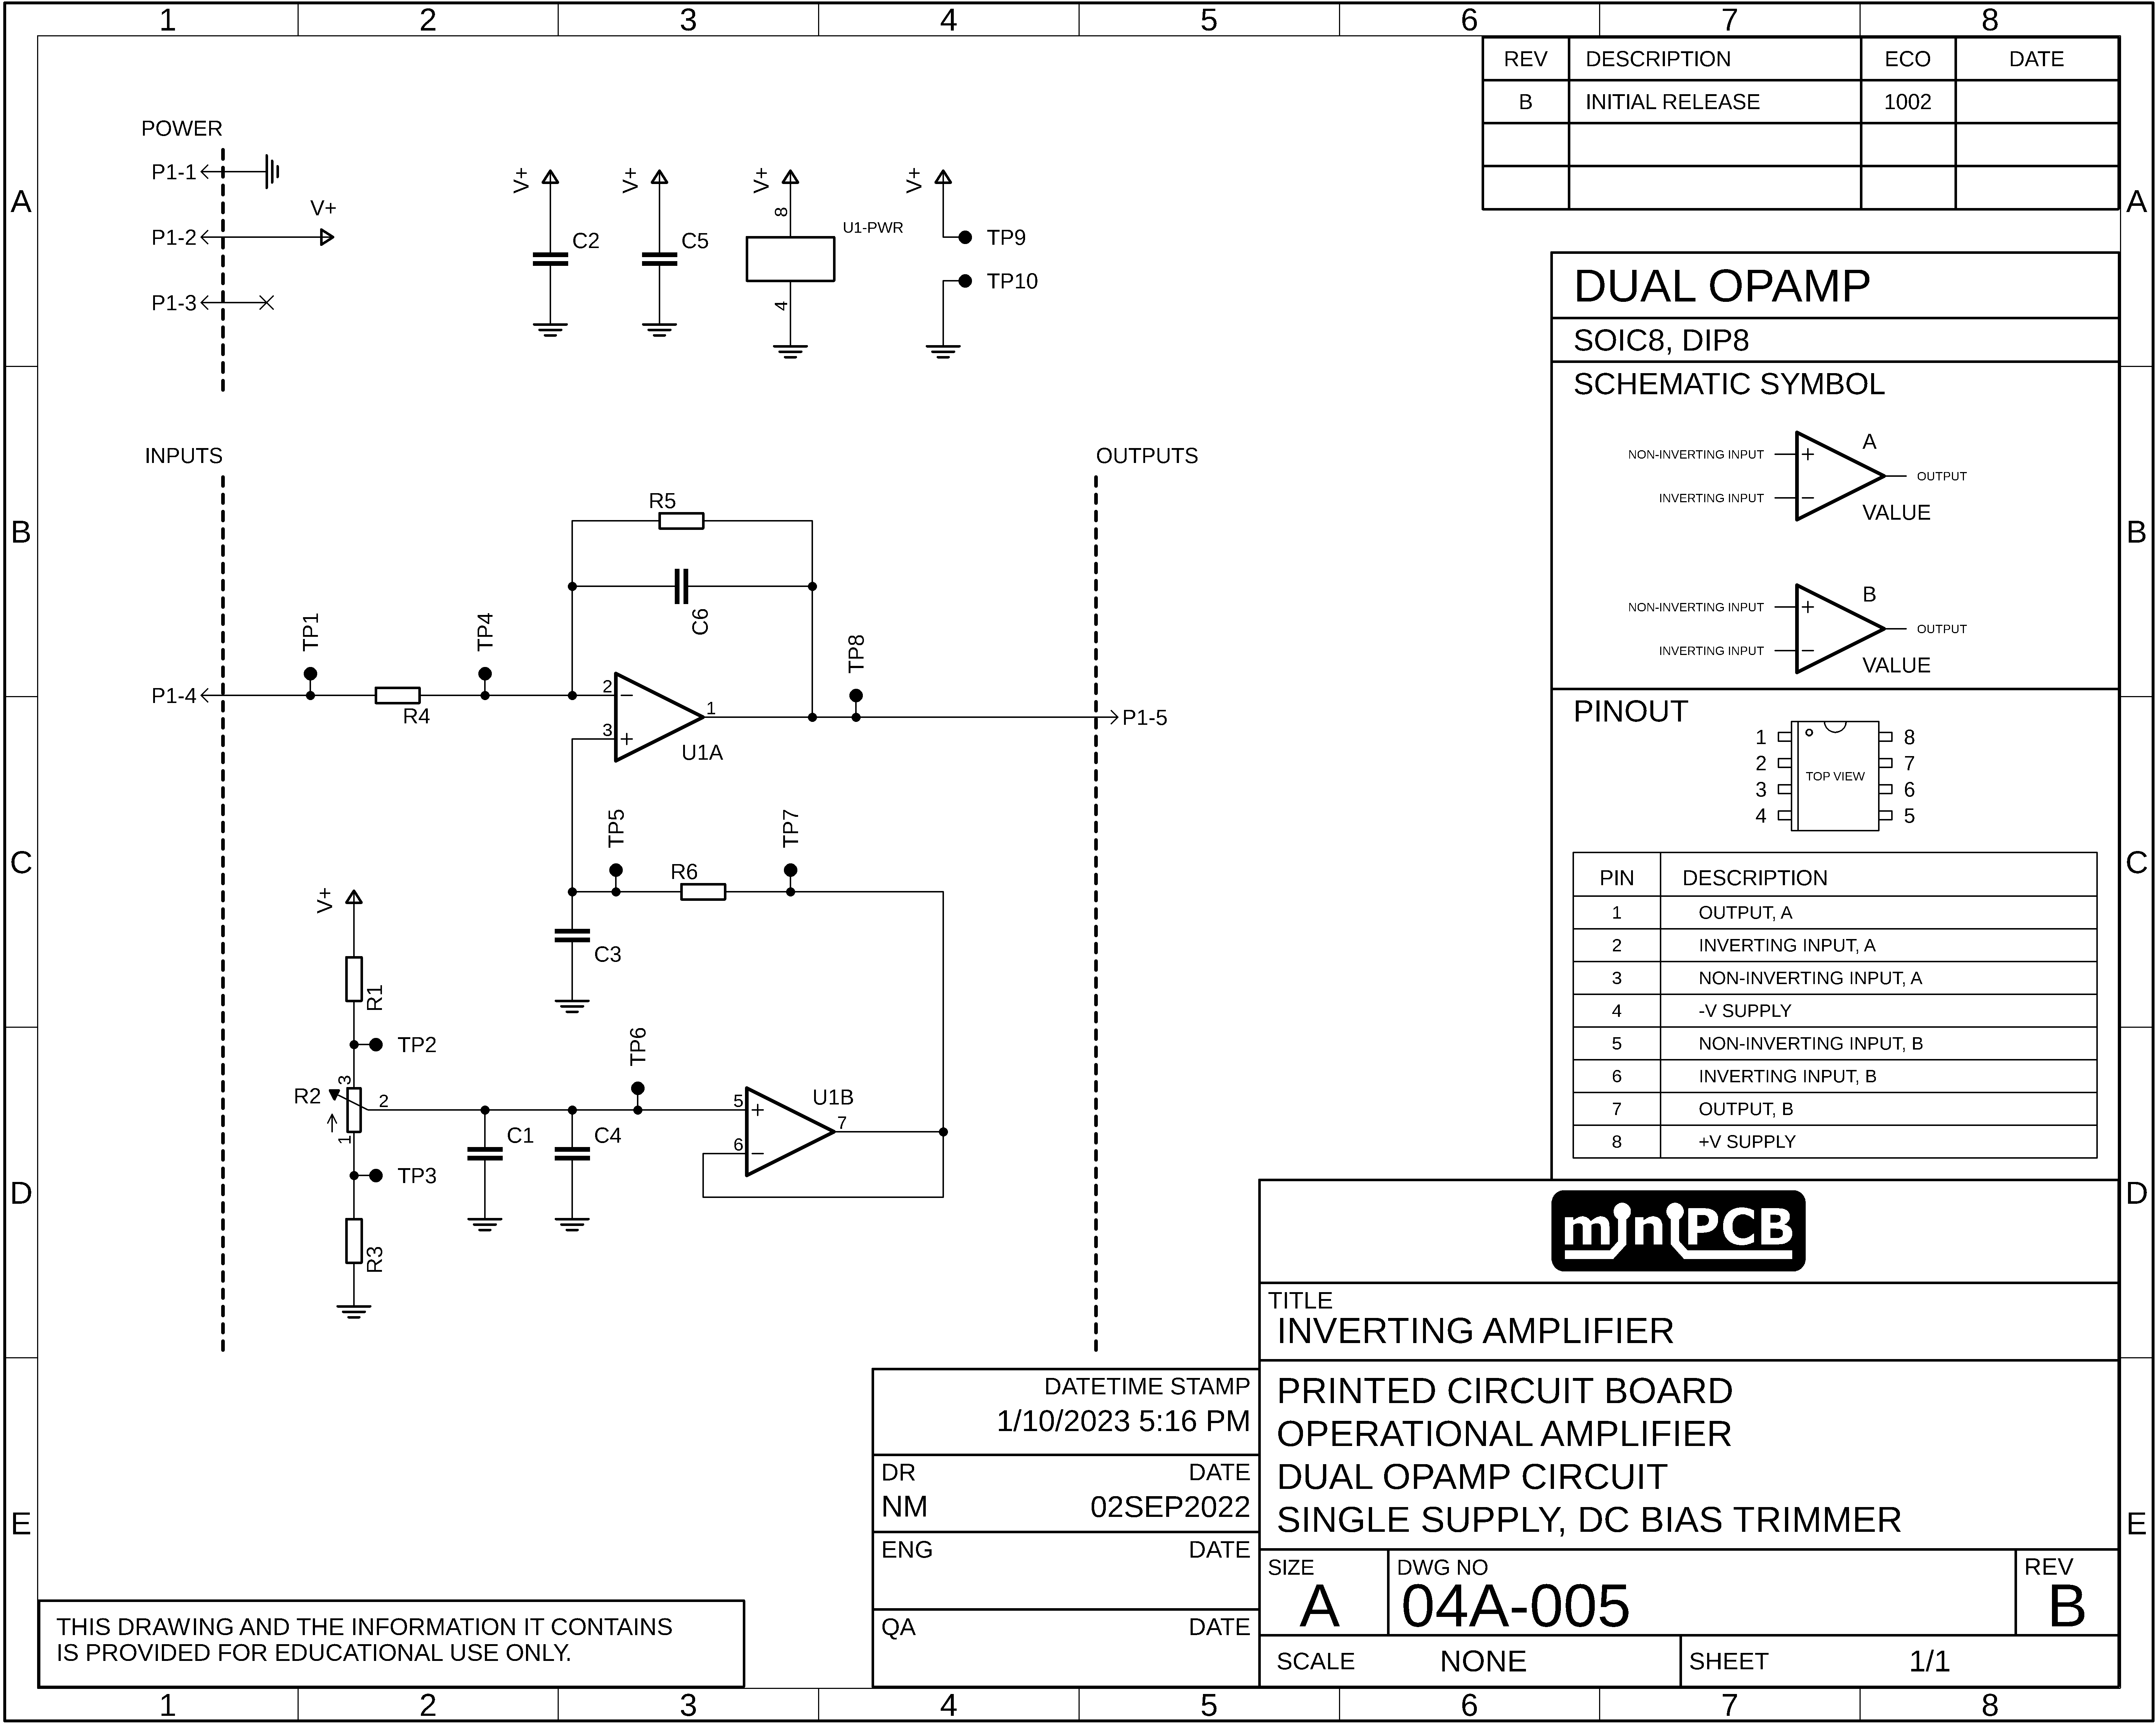 1 2 3 4 5 6 7 8
A
B
C
D
E
A
B
C
D
E
REV DESCRIPTION ECO DATE
B INITIAL RELEASE 1002
POWER
P1-1
V+
P1-2
P1-3
V+
C2
V+
C5
V+
8
U1-PWR
4
V+
TP9
TP10
INPUTS
OUTPUTS
R5
C6
TP1
TP4
TP8
P1-4
R4
2
3
1
U1A
P1-5
TP5
R6
TP7
C3
V+
R1
TP2
3
R2
2
1
TP3
R3
C1
C4
TP6
5
6
7
U1B
DUAL OPAMP
SOIC8, DIP8
SCHEMATIC SYMBOL
NON-INVERTING INPUT
INVERTING INPUT
A
OUTPUT
VALUE
NON-INVERTING INPUT
INVERTING INPUT
B
OUTPUT
VALUE
PINOUT
1 8
2 TOP VIEW 7
3 6
4 5
PIN DESCRIPTION
1 OUTPUT, A
2 INVERTING INPUT, A
3 NON-INVERTING INPUT, A
4 -V SUPPLY
5 NON-INVERTING INPUT, B
6 INVERTING INPUT, B
7 OUTPUT, B
8 +V SUPPLY
miniPCB
TITLE
INVERTING AMPLIFIER
PRINTED CIRCUIT BOARD
OPERATIONAL AMPLIFIER
DUAL OPAMP CIRCUIT
SINGLE SUPPLY, DC BIAS TRIMMER
SIZE
A
DWG NO
04A-005
REV
B
SCALE NONE
SHEET 1/1
DATETIME STAMP
1/10/2023 5:16 PM
DR DATE
NM 02SEP2022
ENG DATE
QA DATE
THIS DRAWING AND THE INFORMATION IT CONTAINS
IS PROVIDED FOR EDUCATIONAL USE ONLY.
1 2 3 4 5 6 7 8